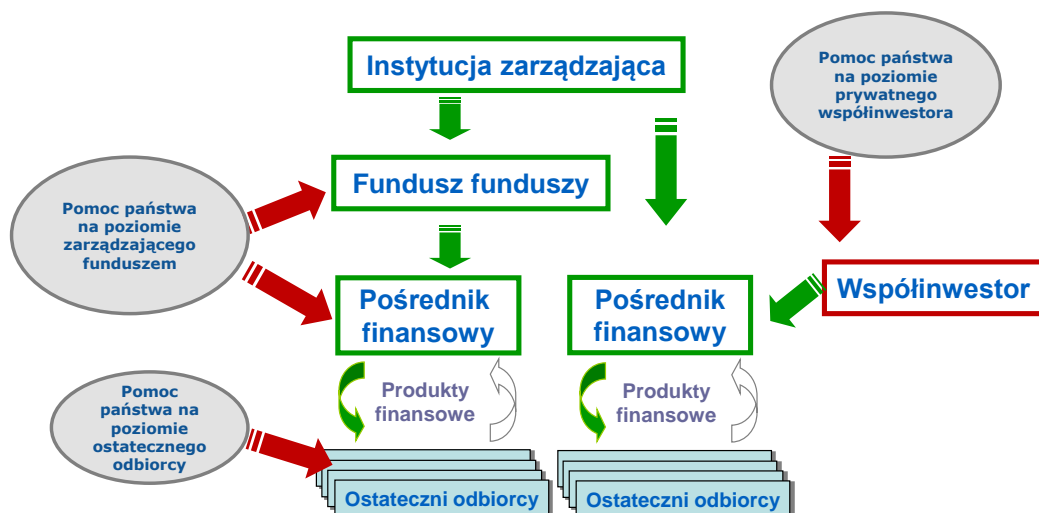 Instytucja zarządzająca
Pomoc państwa
na poziomie
prywatnego
współinwestora
Fundusz funduszy
Pomoc państwa
na poziomie
zarządzającego
funduszem
Pośrednik
finansowy
Pośrednik
finansowy
Współinwestor
Produkty
finansowe
Produkty
finansowe
Pomoc
państwa na
poziomie
ostatecznego
odbiorcy
Ostateczni odbiorcy
Ostateczni odbiorcy